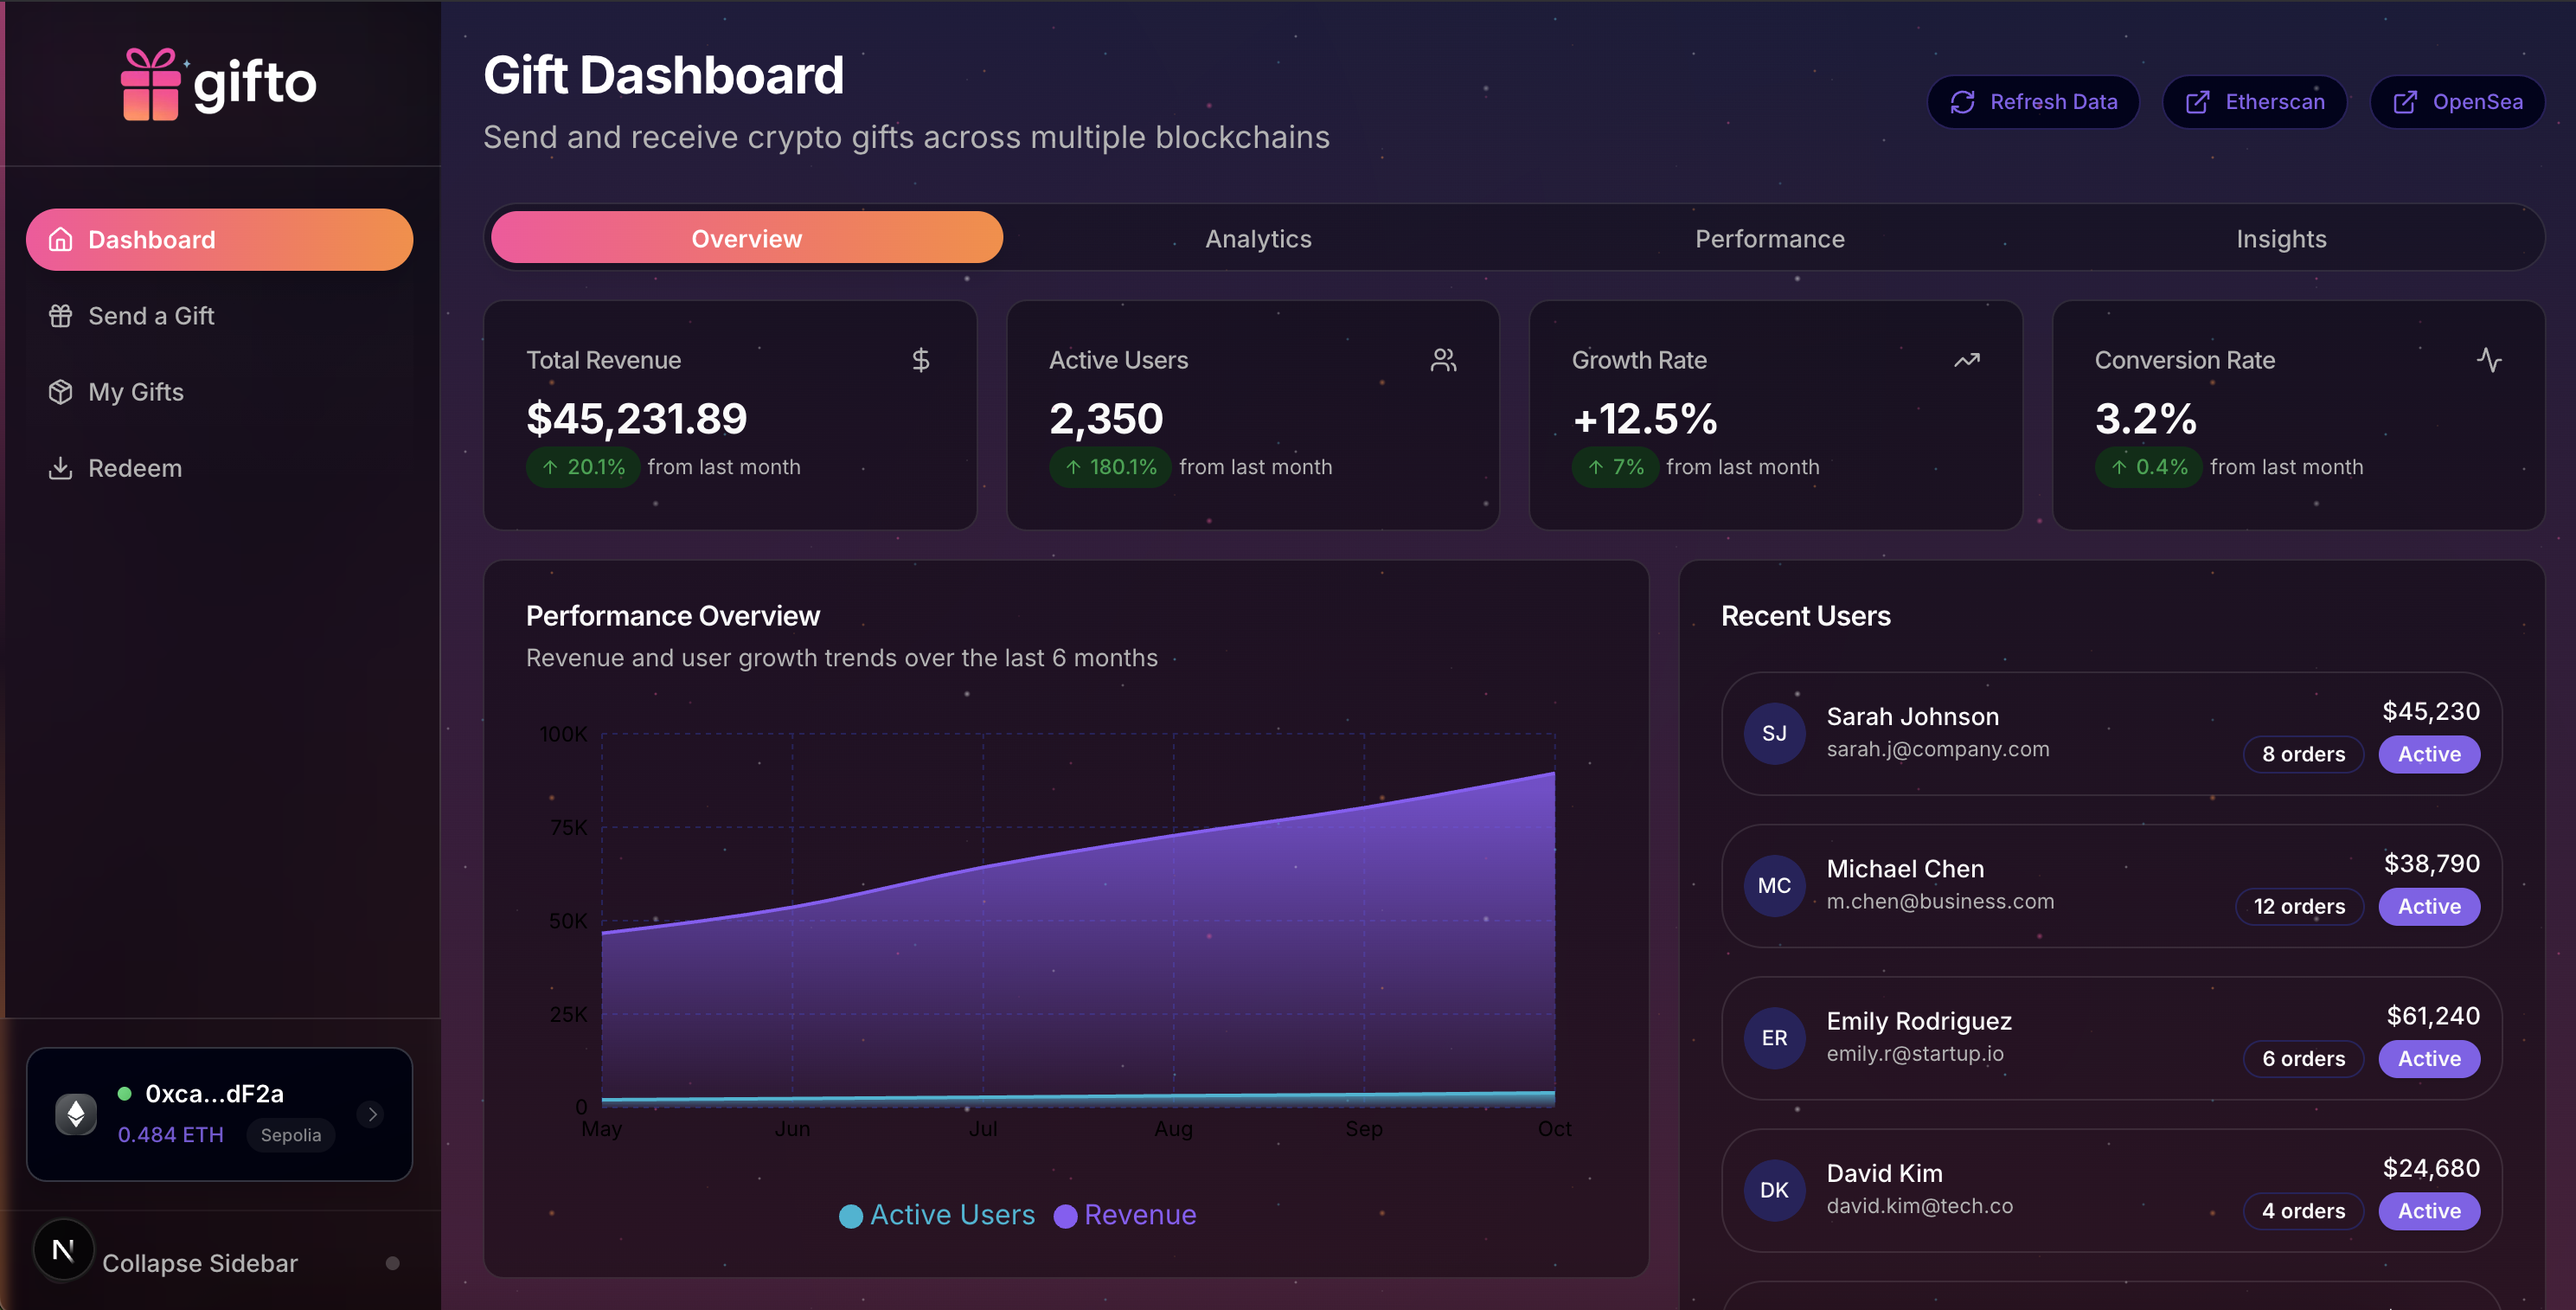 gifto
Dashboard
Send a Gift
My Gifts
Redeem
0xca...dF2a
0.484 ETH
Sepolia
N
Collapse Sidebar
Gift Dashboard
Send and receive crypto gifts across multiple blockchains
Refresh Data
Etherscan
OpenSea
Overview
Analytics
Performance
Insights
Total Revenue
$
$45,231.89
↑ 20.1% from last month
Active Users
2,350
↑ 180.1% from last month
Growth Rate
+12.5%
↑ 7% from last month
Conversion Rate
3.2%
↑ 0.4% from last month
Performance Overview
Revenue and user growth trends over the last 6 months
100K
75K
50K
25K
0
May Jun Jul Aug Sep Oct
Active Users Revenue
Recent Users
SJ
Sarah Johnson
sarah.j@company.com
$45,230
8 orders Active
MC
Michael Chen
m.chen@business.com
$38,790
12 orders Active
ER
Emily Rodriguez
emily.r@startup.io
$61,240
6 orders Active
DK
David Kim
david.kim@tech.co
$24,680
4 orders Active